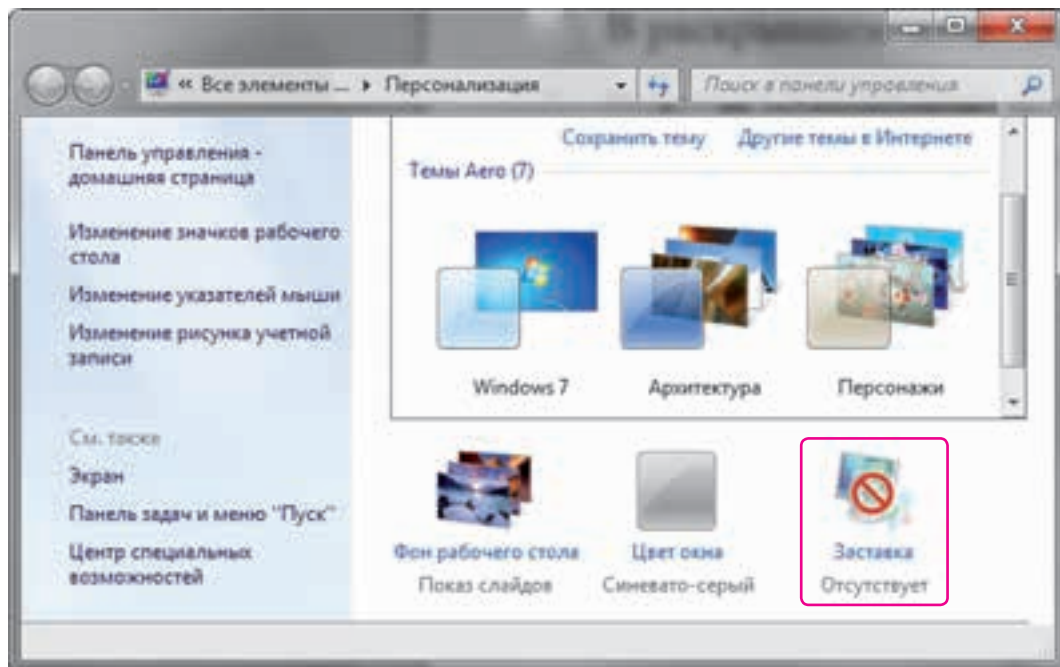 В раскрывшемся
« Все элементы ... ▸ Персонализация
Поиск в панели управления
Панель управления -
домашняя страница
Изменение значков рабочего
стола
Изменение указателей мыши
Изменение рисунка учетной
записи
См. также
Экран
Панель задач и меню "Пуск"
Центр специальных
возможностей
Сохранить тему Другие темы в Интернете
Темы Aero (7)
Windows 7 Архитектура Персонажи
Фон рабочего стола Цвет окна Заставка
Показ слайдов Синевато-серый Отсутствует